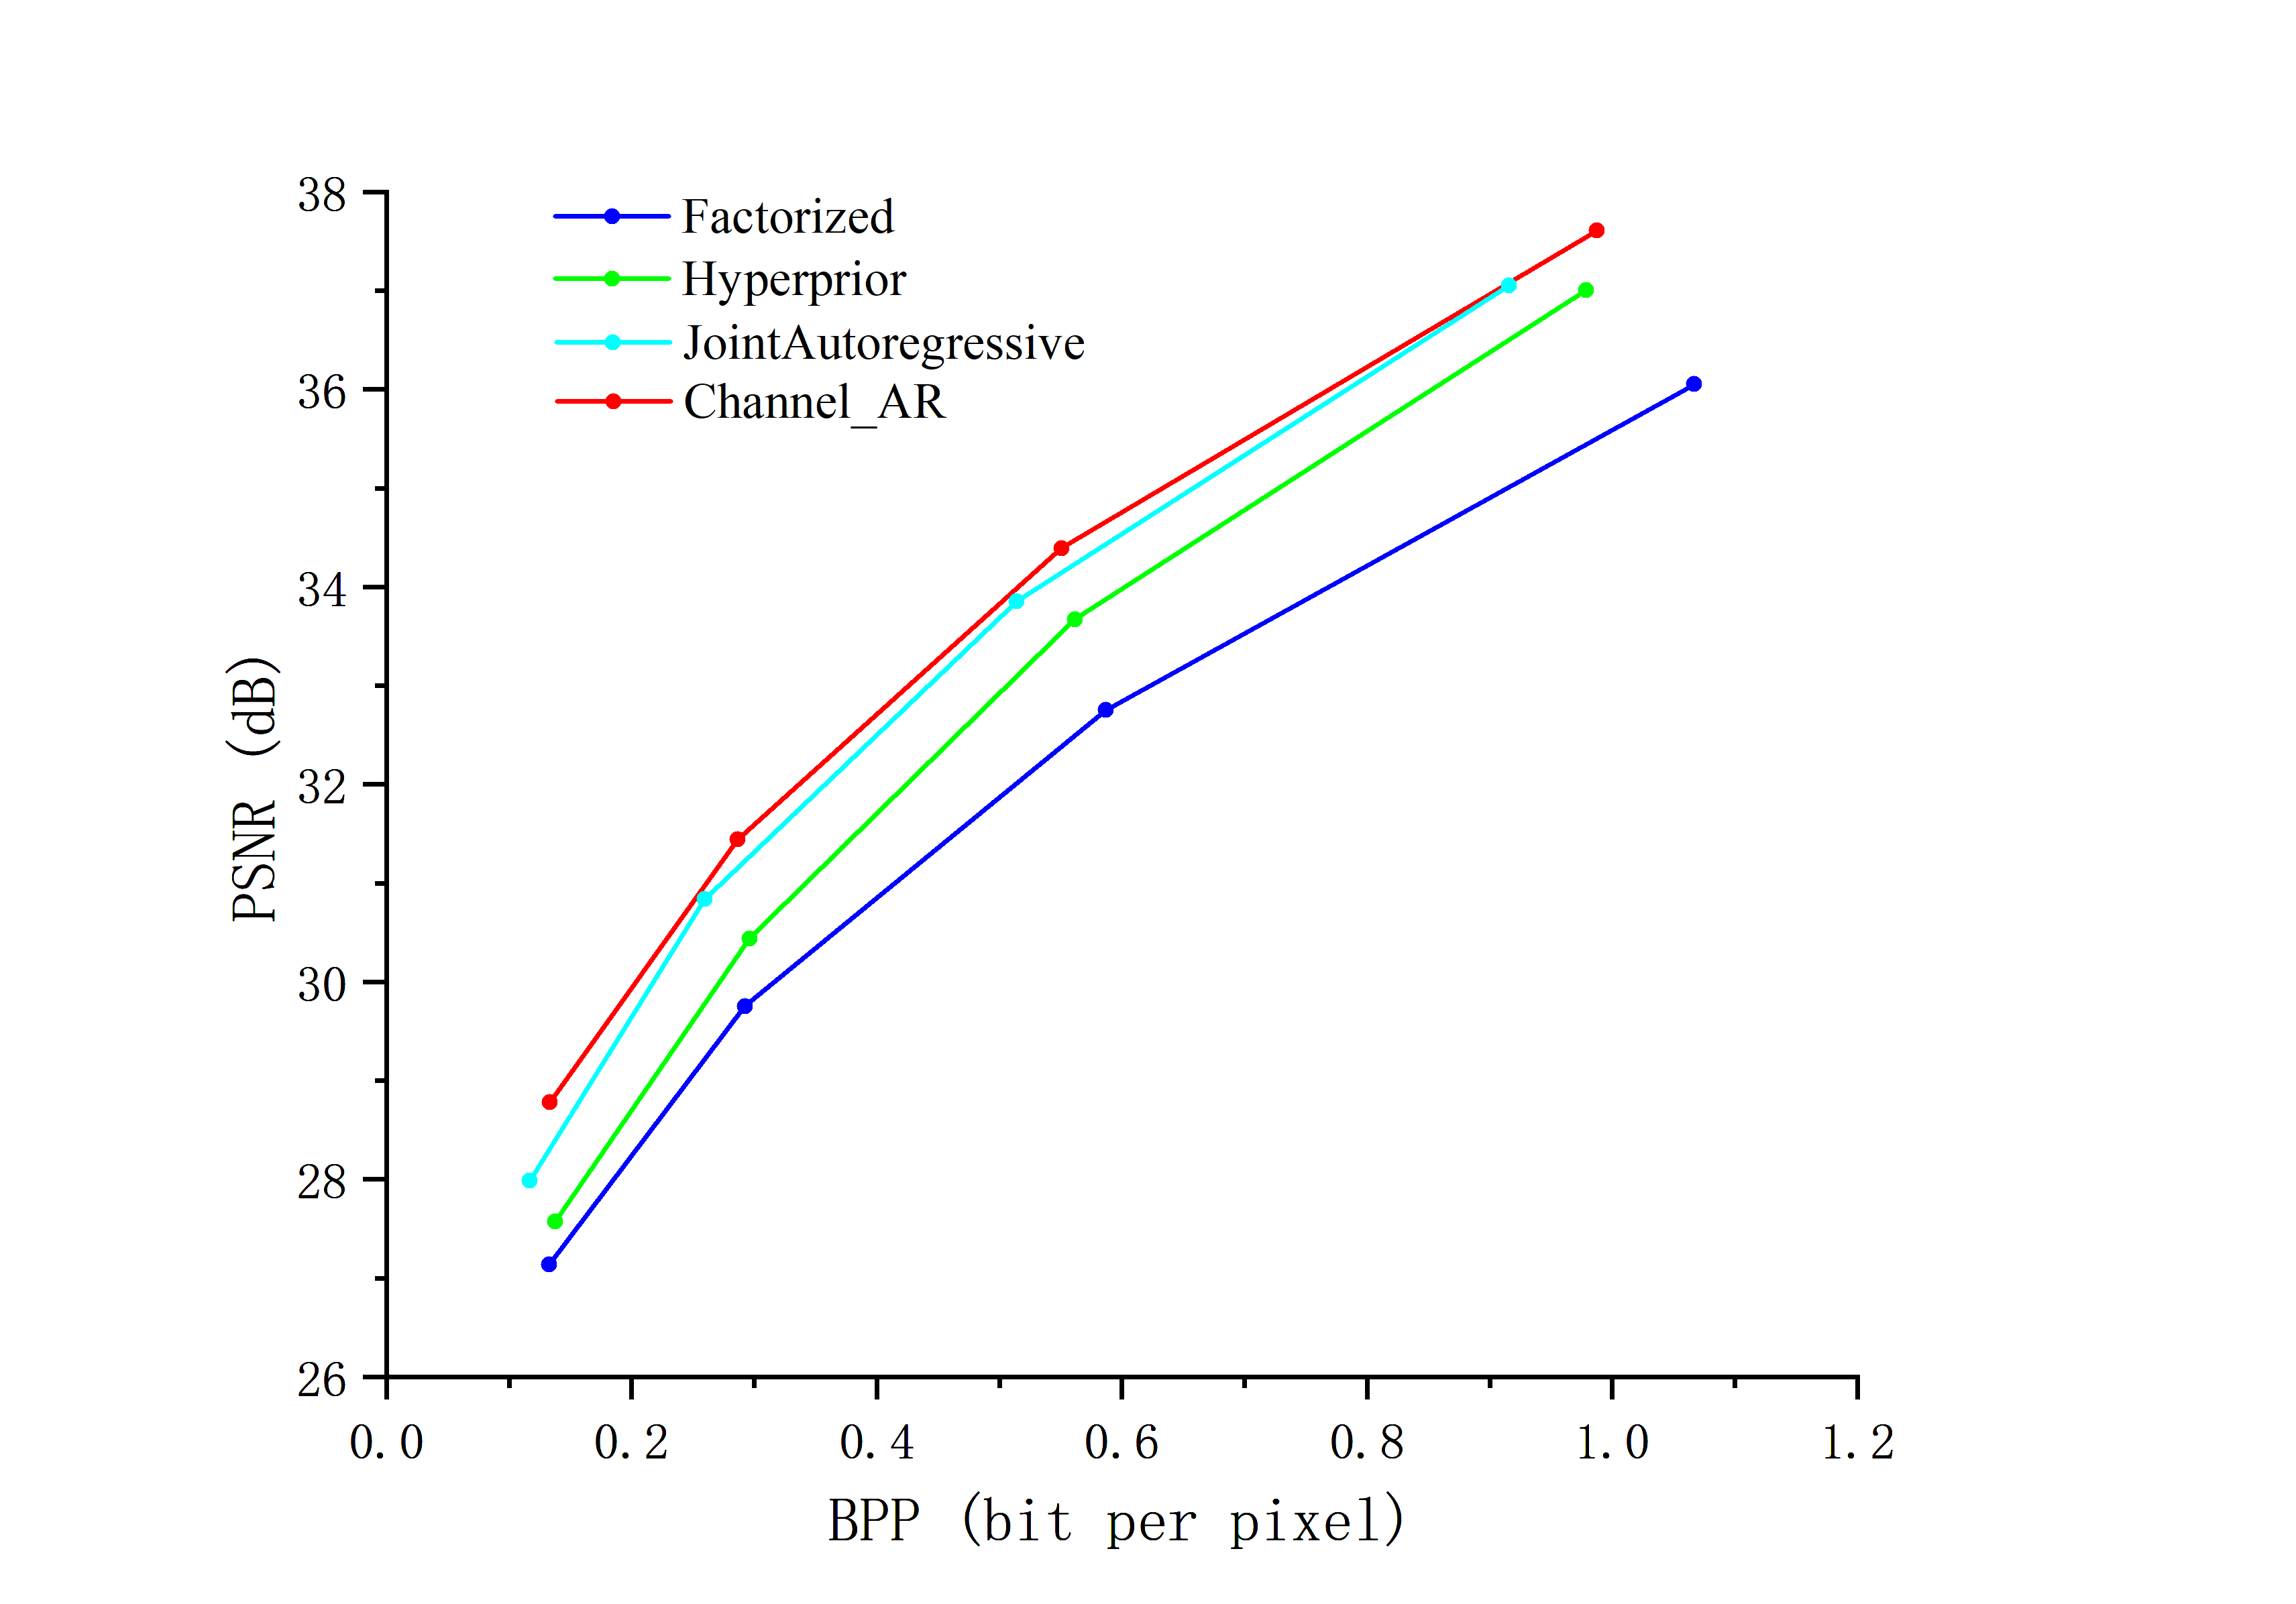 38
36
34
32
30
28
26
PSNR (dB)
Factorized
Hyperprior
JointAutoregressive
Channel_AR
0.0 0.2 0.4 0.6 0.8 1.0 1.2
BPP (bit per pixel)